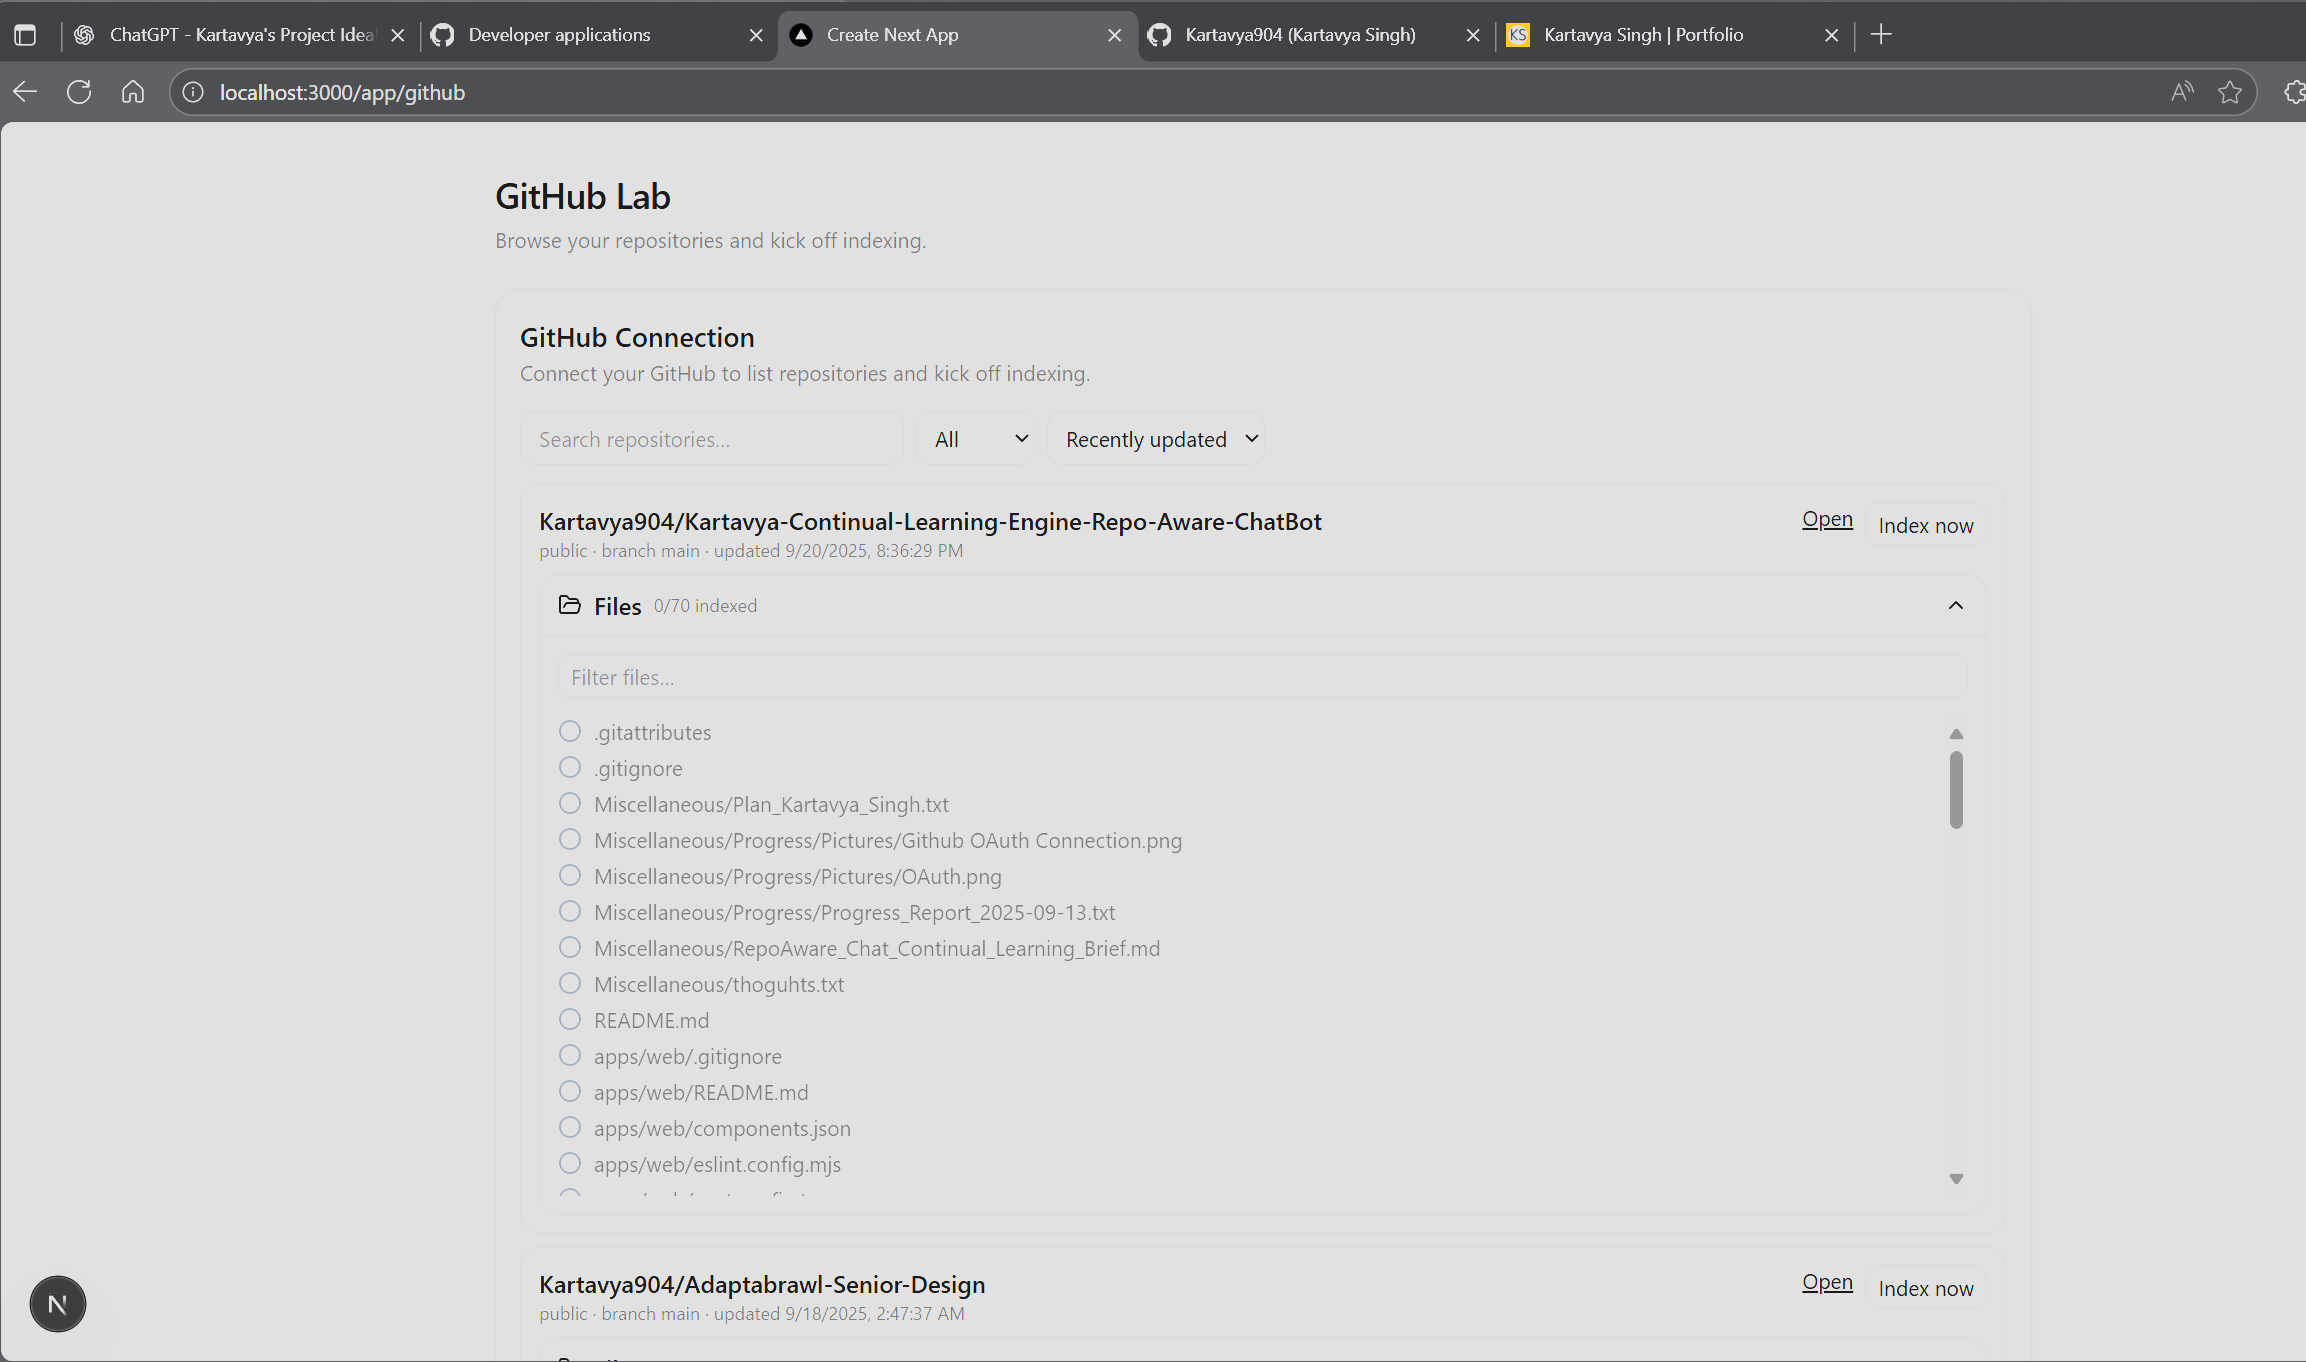 ChatGPT - Kartavya's Project Idea
Developer applications
Create Next App
Kartavya904 (Kartavya Singh)
KS
Kartavya Singh | Portfolio
localhost:3000/app/github
GitHub Lab
Browse your repositories and kick off indexing.
GitHub Connection
Connect your GitHub to list repositories and kick off indexing.
Search repositories...
All
Recently updated
Kartavya904/Kartavya-Continual-Learning-Engine-Repo-Aware-ChatBot
Open
Index now
public · branch main · updated 9/20/2025, 8:36:29 PM
Files 0/70 indexed
Filter files...
.gitattributes
.gitignore
Miscellaneous/Plan_Kartavya_Singh.txt
Miscellaneous/Progress/Pictures/Github OAuth Connection.png
Miscellaneous/Progress/Pictures/OAuth.png
Miscellaneous/Progress/Progress_Report_2025-09-13.txt
Miscellaneous/RepoAware_Chat_Continual_Learning_Brief.md
Miscellaneous/thoguhts.txt
README.md
apps/web/.gitignore
apps/web/README.md
apps/web/components.json
apps/web/eslint.config.mjs
Kartavya904/Adaptabrawl-Senior-Design
Open
Index now
public · branch main · updated 9/18/2025, 2:47:37 AM
N